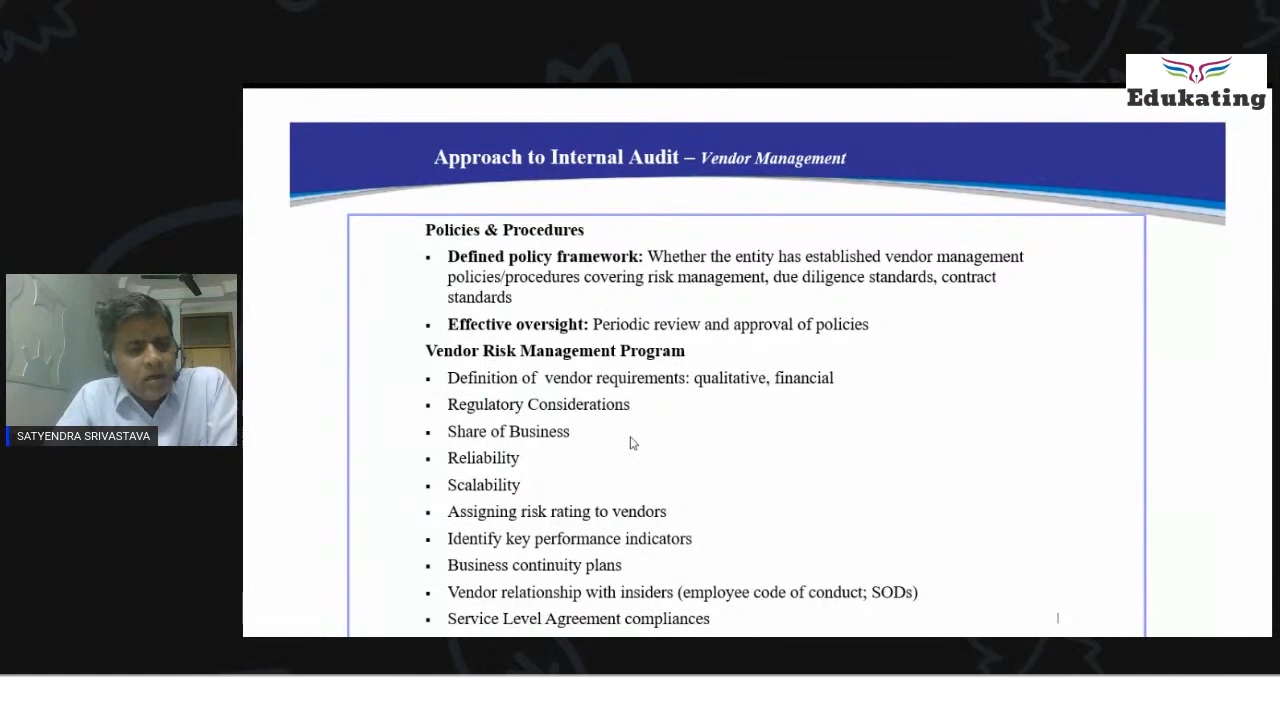 Edukating
Approach to Internal Audit – Vendor Management
Policies & Procedures
▪ Defined policy framework: Whether the entity has established vendor management
policies/procedures covering risk management, due diligence standards, contract
standards
▪ Effective oversight: Periodic review and approval of policies
Vendor Risk Management Program
▪ Definition of vendor requirements: qualitative, financial
▪ Regulatory Considerations
▪ Share of Business
▪ Reliability
▪ Scalability
▪ Assigning risk rating to vendors
▪ Identify key performance indicators
▪ Business continuity plans
▪ Vendor relationship with insiders (employee code of conduct; SODs)
▪ Service Level Agreement compliances
SATYENDRA SRIVASTAVA